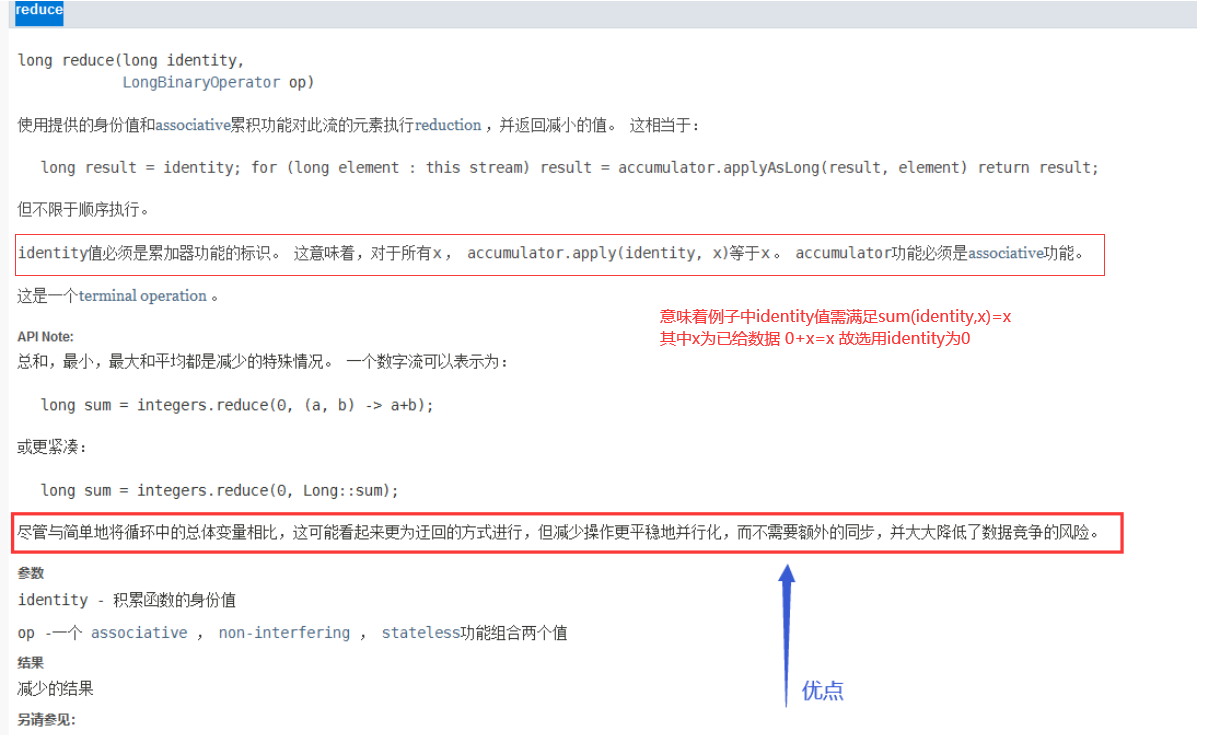 reduce
long reduce(long identity,
LongBinaryOperator op)
使用提供的身份值和associative累积功能对此流的元素执行reduction ，并返回减小的值。 这相当于：
long result = identity; for (long element : this stream) result = accumulator.applyAsLong(result, element) return result;
但不限于顺序执行。
identity值必须是累加器功能的标识。 这意味着，对于所有x， accumulator.apply(identity, x)等于x 。 accumulator功能必须是associative功能。
这是一个terminal operation 。
意味着例子中identity值需满足sum(identity,x)=x
其中x为已给数据 0+x=x 故选用identity为0
API Note:
总和，最小，最大和平均都是减少的特殊情况。 一个数字流可以表示为：
long sum = integers.reduce(0, (a, b) -> a+b);
或更紧凑：
long sum = integers.reduce(0, Long::sum);
尽管与简单地将循环中的总体变量相比，这可能看起来更为迂回的方式进行，但减少操作更平稳地并行化，而不需要额外的同步，并大大降低了数据竞争的风险。
参数
identity - 积累函数的身份值
op -一个 associative ， non-interfering ， stateless功能组合两个值
结果
减少的结果
优点
另请参见：